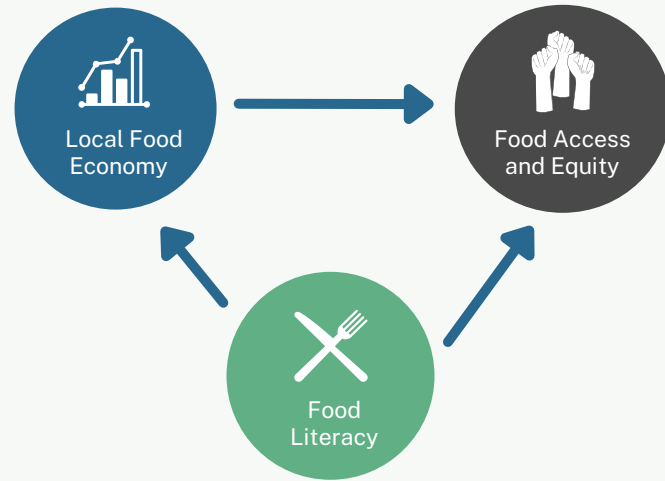 Local Food
Economy
Food Access
and Equity
Food
Literacy